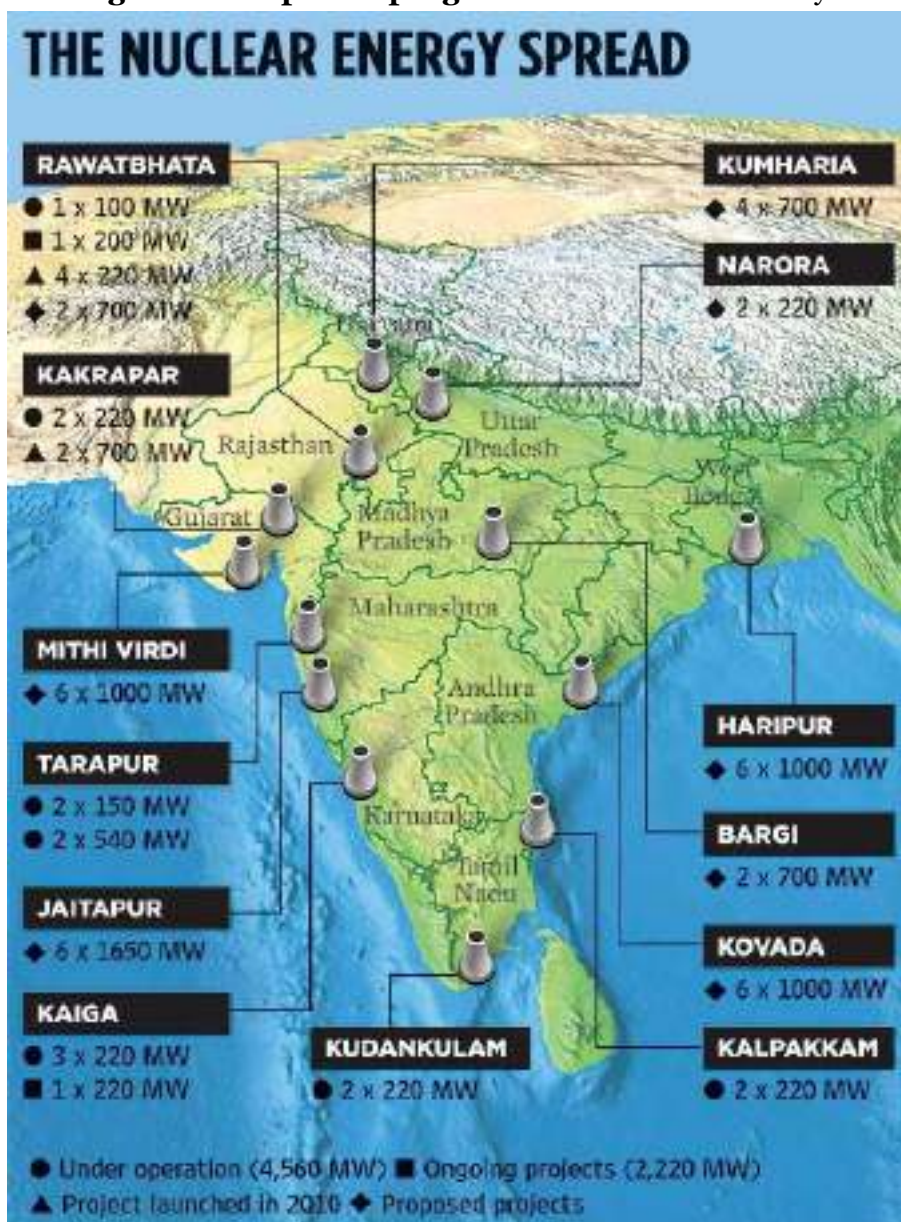 THE NUCLEAR ENERGY SPREAD
RAWATBHATA
● 1 x 100 MW
■ 1 x 200 MW
▲ 4 x 220 MW
◆ 2 x 700 MW
KAKRAPAR
● 2 x 220 MW
▲ 2 x 700 MW
MITHI VIRDI
◆ 6 x 1000 MW
TARAPUR
● 2 x 150 MW
● 2 x 540 MW
JAITAPUR
◆ 6 x 1650 MW
KAIGA
● 3 x 220 MW
■ 1 x 220 MW
KUDANKULAM
● 2 x 220 MW
KUMHARIA
◆ 4 x 700 MW
NARORA
◆ 2 x 220 MW
HARIPUR
◆ 6 x 1000 MW
BARGI
◆ 2 x 700 MW
KOVADA
◆ 6 x 1000 MW
KALPAKKAM
● 2 x 220 MW
Rajasthan
Uttar
Pradesh
West
Gujarat
Madhya
Pradesh
Maharashtra
Andhra
Pradesh
Karnataka
Tamil
Nadu
● Under operation (4,560 MW) ■ Ongoing projects (2,220 MW)
▲ Project launched in 2010 ◆ Proposed projects